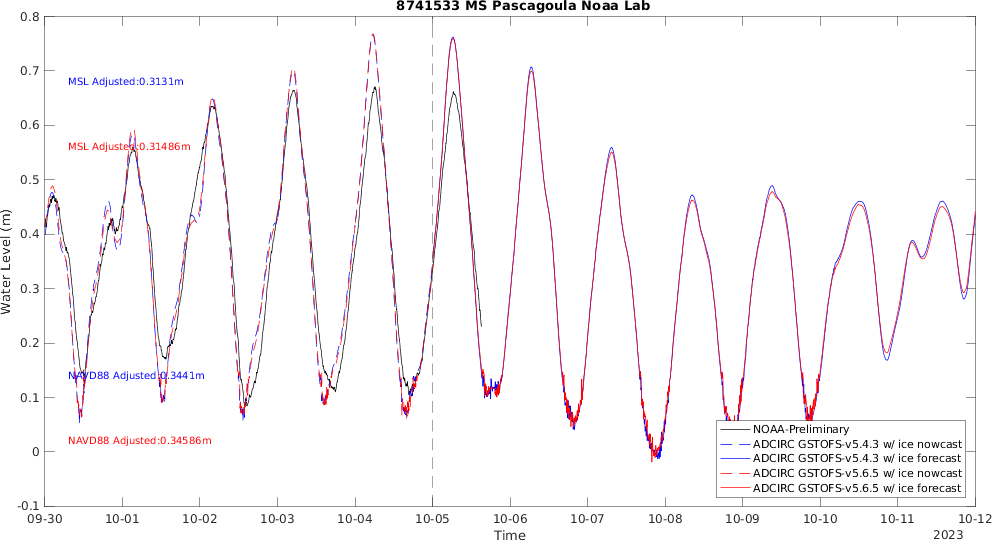 8741533 MS Pascagoula Noaa Lab
0.8
0.7
0.6
0.5
0.4
0.3
0.2
0.1
0
-0.1
Water Level (m)
MSL Adjusted:0.3131m
MSL Adjusted:0.31486m
NAVD88 Adjusted:0.3441m
NAVD88 Adjusted:0.34586m
NOAA-Preliminary
ADCIRC GSTOFS-v5.4.3 w/ ice nowcast
ADCIRC GSTOFS-v5.4.3 w/ ice forecast
ADCIRC GSTOFS-v5.6.5 w/ ice nowcast
ADCIRC GSTOFS-v5.6.5 w/ ice forecast
09-30 10-01 10-02 10-03 10-04 10-05 10-06 10-07 10-08 10-09 10-10 10-11 10-12
Time
2023